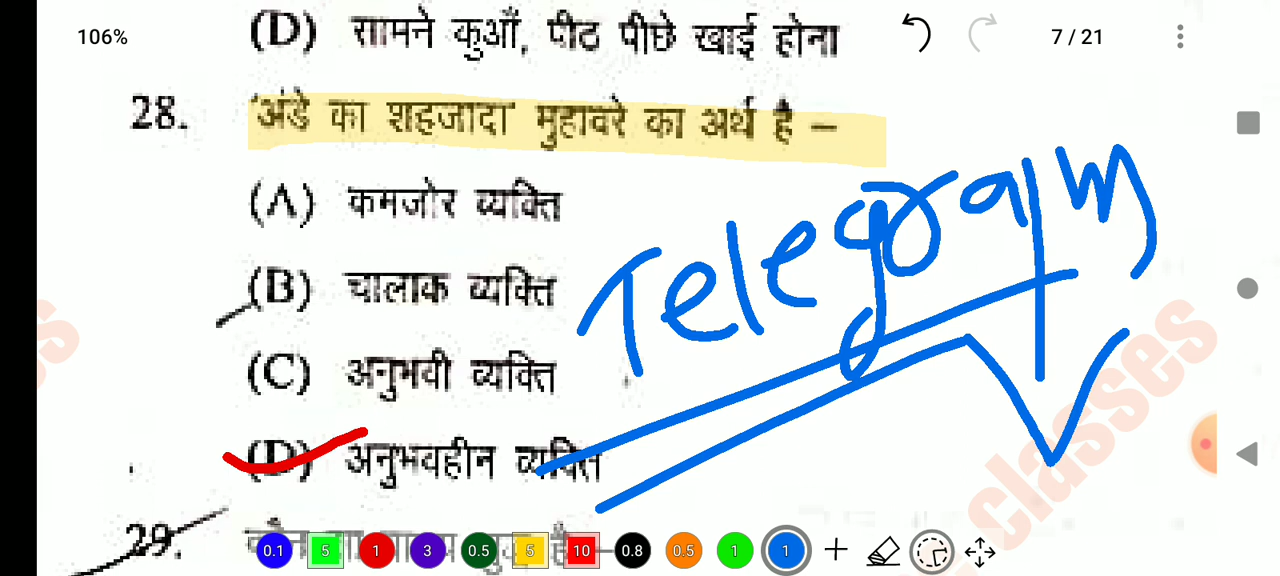 106%
(D) सामने कुआँ, पीठ पीछे खाई होना
7 / 21
28. 'अंडे का शहजादा' मुहावरे का अर्थ है –
(A) कमजोर व्यक्ति
(B) चालाक व्यक्ति
(C) अनुभवी व्यक्ति
(D) अनुभवहीन व्यक्ति
Telegram
classes
29.
0.1 5 1 3 0.5 5 10 0.8 0.5 1 1